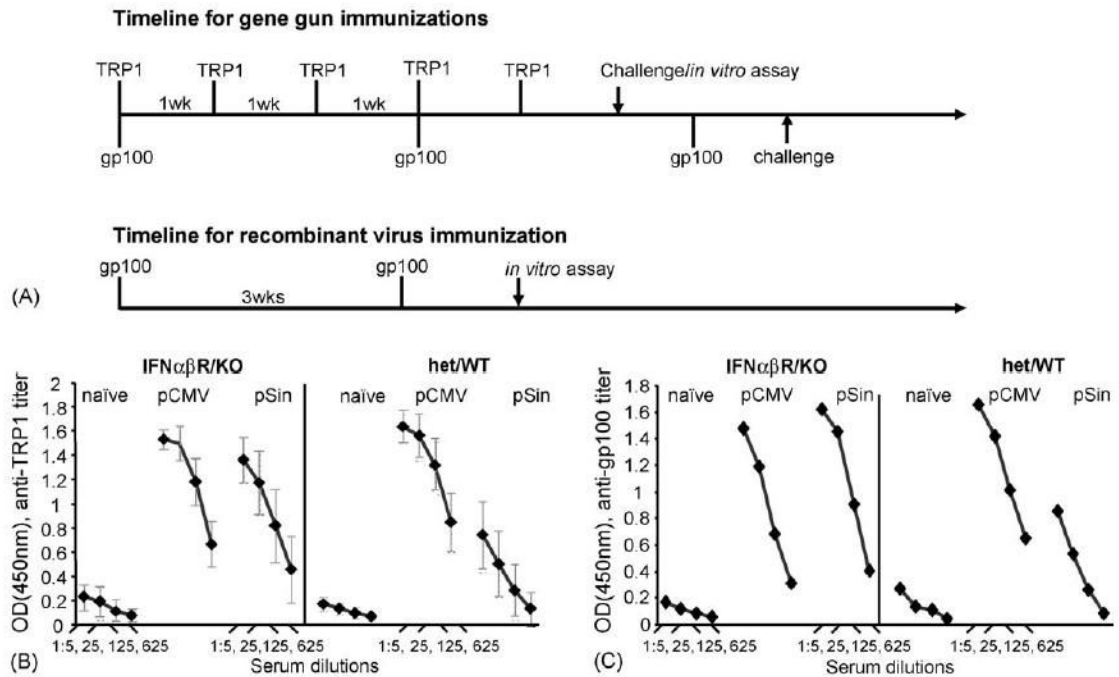 Timeline for gene gun immunizations
TRP1 TRP1 TRP1 TRP1 TRP1 Challenge/in vitro assay
1wk 1wk 1wk
gp100 gp100 gp100 challenge
Timeline for recombinant virus immunization
gp100 gp100 in vitro assay
(A) 3wks
IFNαβR/KO het/WT
naïve pCMV pSin naïve pCMV pSin
OD(450nm), anti-TRP1 titer
2
1.8
1.6
1.4
1.2
1
0.8
0.6
0.4
0.2
0
1:5, 25, 125, 625 1:5, 25, 125, 625
(B) Serum dilutions
IFNαβR/KO het/WT
naïve pCMV pSin naïve pCMV pSin
OD(450nm), anti-gp100 titer
1.8
1.6
1.4
1.2
1
0.8
0.6
0.4
0.2
0
1:5, 25, 125, 625 1:5, 25, 125, 625 1:5, 25, 125, 625
(C) Serum dilutions